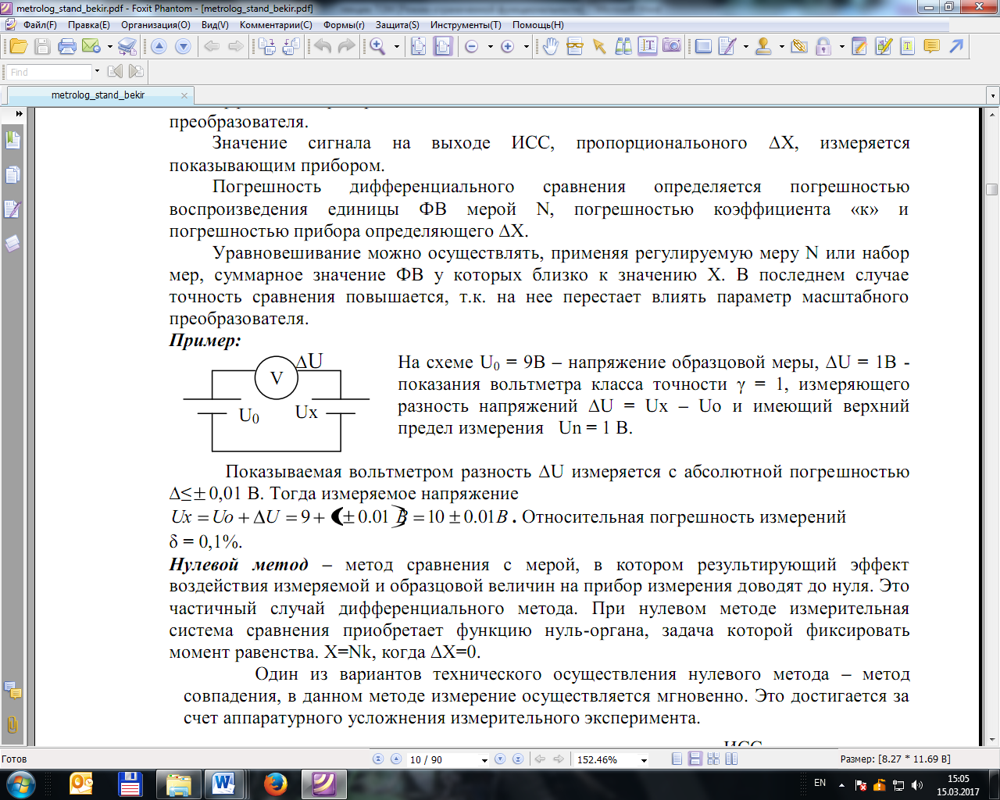 metrolog_stand_bekir.pdf - Foxit Phantom - [metrolog_stand_bekir.pdf]
Файл(F) Правка(E) Организация(O) Вид(V) Комментарии(C) Формы(r) Защита(S) Инструменты(T) Помощь(H)
Find
metrolog_stand_bekir
преобразователя.
Значение сигнала на выходе ИСС, пропорциональоного ΔX, измеряется
показывающим прибором.
Погрешность дифференциального сравнения определяется погрешностью
воспроизведения единицы ФВ мерой N, погрешностью коэффициента «к» и
погрешностью прибора определяющего ΔX.
Уравновешивание можно осуществлять, применяя регулируемую меру N или набор
мер, суммарное значение ФВ у которых близко к значению X. В последнем случае
точность сравнения повышается, т.к. на нее перестает влиять параметр масштабного
преобразователя.
Пример:
ΔU
V
U₀ Ux
На схеме U₀ = 9В – напряжение образцовой меры, ΔU = 1В -
показания вольтметра класса точности γ = 1, измеряющего
разность напряжений ΔU = Ux – Uo и имеющий верхний
предел измерения Un = 1 В.
Показываемая вольтметром разность ΔU измеряется с абсолютной погрешностью
Δ≤± 0,01 В. Тогда измеряемое напряжение
Ux = Uo + ΔU = 9 + (± 0.01)В = 10 ± 0.01В . Относительная погрешность измерений
δ = 0,1%.
Нулевой метод – метод сравнения с мерой, в котором результирующий эффект
воздействия измеряемой и образцовой величин на прибор измерения доводят до нуля. Это
частичный случай дифференциального метода. При нулевом методе измерительная
система сравнения приобретает функцию нуль-органа, задача которой фиксировать
момент равенства. X=Nk, когда ΔX=0.
Один из вариантов технического осуществления нулевого метода – метод
совпадения, в данном методе измерение осуществляется мгновенно. Это достигается за
счет аппаратурного усложнения измерительного эксперимента.
ИСС
Готов 10 / 90 152.46% Размер: [8.27 * 11.69 В]
EN 15:05
15.03.2017